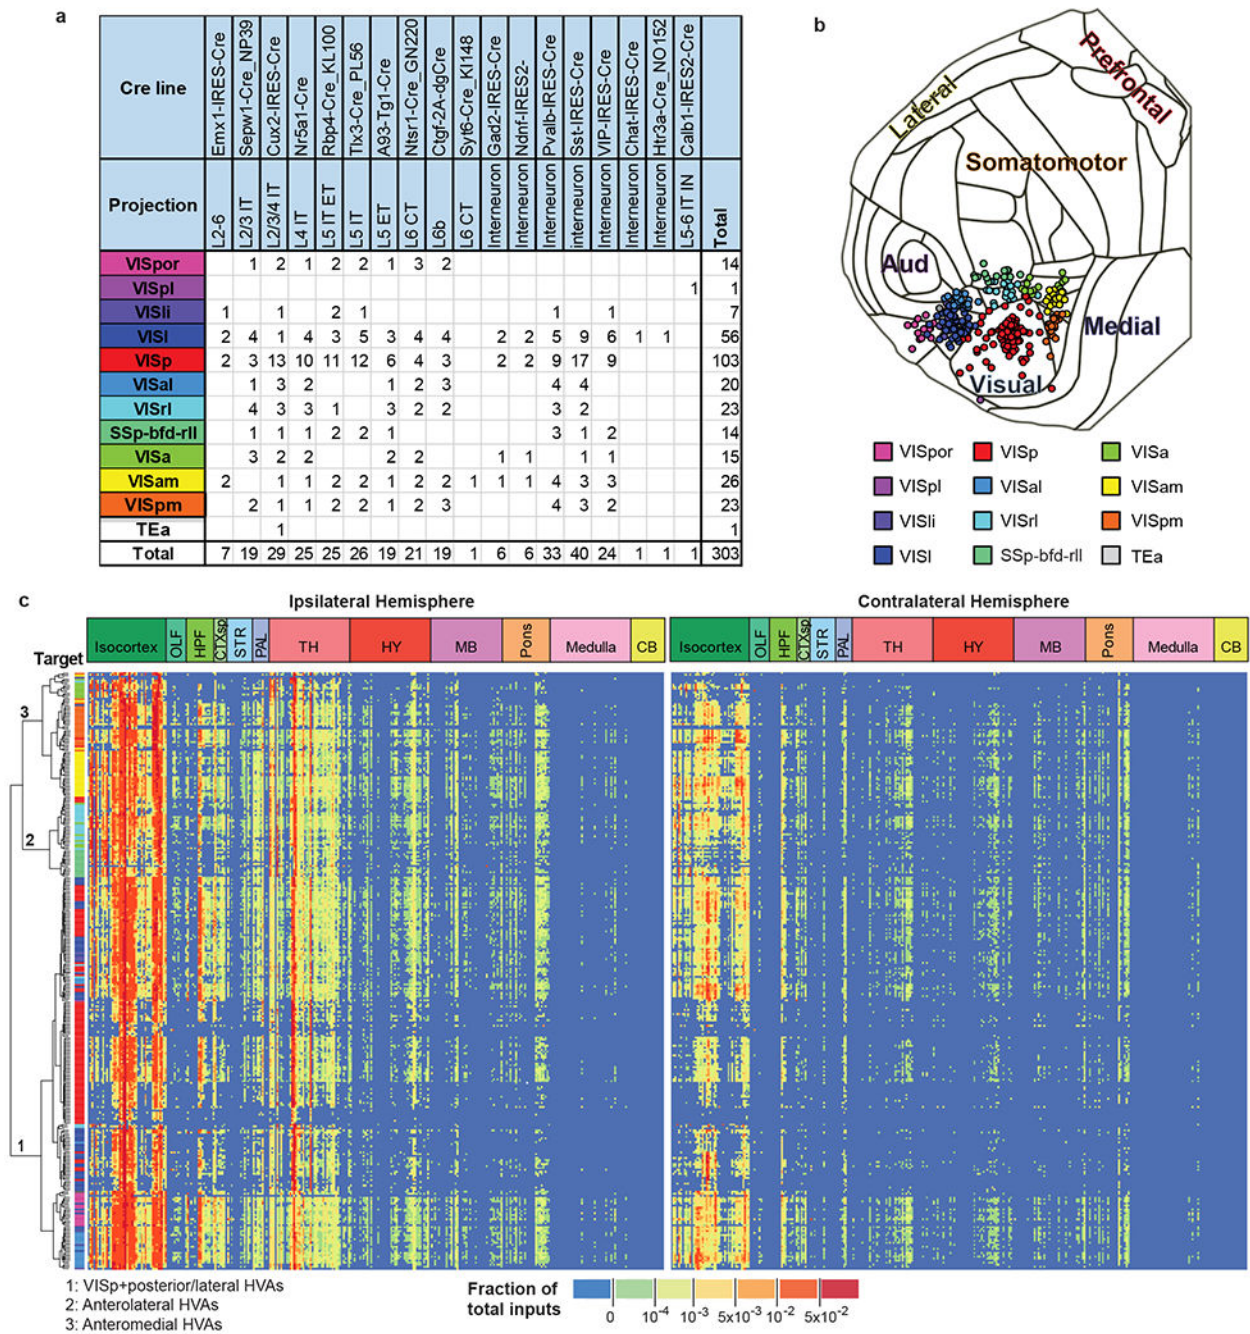 a
Cre line
Emx1-IRES-Cre
Sepw1-Cre_NP39
Cux2-IRES-Cre
Nr5a1-Cre
Rbp4-Cre_KL100
Tlx3-Cre_PL56
A93-Tg1-Cre
Ntsr1-Cre_GN220
Ctgf-2A-dgCre
Syt6-Cre_KI148
Gad2-IRES-Cre
Ndnf-IRES2-
Pvalb-IRES-Cre
Sst-IRES-Cre
VIP-IRES-Cre
Chat-IRES-Cre
Htr3a-Cre_NO152
Calb1-IRES2-Cre
Projection
L2-6
L2/3 IT
L2/3/4 IT
L4 IT
L5 IT ET
L5 IT
L5 ET
L6 CT
L6b
L6 CT
Interneuron
Interneuron
Interneuron
interneuron
Interneuron
Interneuron
Interneuron
L5-6 IT IN
Total
VISpor 1 2 1 2 2 1 3 2 14
VISpl 1 1
VISli 1 1 2 1 1 1 7
VISl 2 4 4 3 5 3 4 4 2 2 5 9 6 1 1 56
VISp 2 3 13 10 11 12 6 4 3 2 2 9 17 9 103
VISal 1 3 2 1 2 3 4 4 20
VISrl 4 3 3 1 3 2 2 3 2 23
SSp-bfd-rll 1 1 1 2 2 1 3 1 2 14
VISa 3 2 2 2 2 1 1 1 1 15
VISam 2 1 1 2 2 1 2 2 1 1 1 4 3 3 26
VISpm 2 1 1 2 2 1 2 3 4 3 2 23
TEa 1 1
Total 7 19 29 25 25 26 19 21 19 1 6 6 33 40 24 1 1 1 303
b
Prefrontal
Lateral
Somatomotor
Aud
Medial
Visual
VISpor VISp VISa
VISpl VISal VISam
VISli VISrl VISpm
VISl SSp-bfd-rll TEa
c
Ipsilateral Hemisphere Contralateral Hemisphere
Isocortex OLF HPF CTXsp STR PAL TH HY MB Pons Medulla CB
Isocortex OLF HPF CTXsp STR PAL TH HY MB Pons Medulla CB
Target
3
2
1
1: VISp+posterior/lateral HVAs
2: Anterolateral HVAs
3: Anteromedial HVAs
Fraction of
total inputs
0 10⁻⁴ 10⁻³ 5x10⁻³ 10⁻² 5x10⁻²